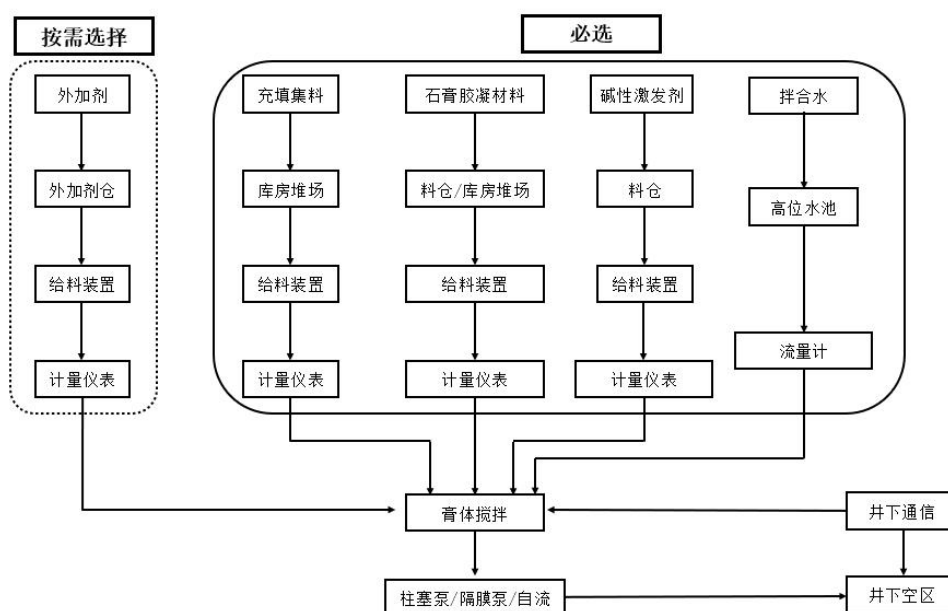 按需选择
必选
外加剂
充填集料
石膏胶凝材料
碱性激发剂
拌合水
外加剂仓
库房堆场
料仓/库房堆场
料仓
高位水池
给料装置
给料装置
给料装置
给料装置
流量计
计量仪表
计量仪表
计量仪表
计量仪表
膏体搅拌
井下通信
柱塞泵/隔膜泵/自流
井下空区